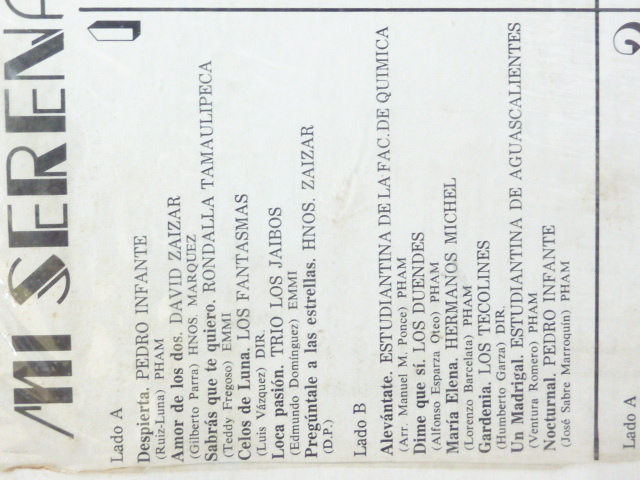 MI SERENA
1
Lado A
Despierta. PEDRO INFANTE
(Ruíz-Luna) PHAM
Amor de los dos. DAVID ZAIZAR
(Gilberto Parra) HNOS. MARQUEZ
Sabrás que te quiero. RONDALLA TAMAULIPECA
(Teddy Fregoso) EMMI
Celos de Luna. LOS FANTASMAS
(Luis Vázquez) DIR.
Loca pasión. TRIO LOS JAIBOS
(Edmundo Domínguez) EMMI
Pregúntale a las estrellas. HNOS. ZAIZAR
(D.P.)
Lado B
Alevántate. ESTUDIANTINA DE LA FAC. DE QUIMICA
(Arr. Manuel M. Ponce) PHAM
Dime que sí. LOS DUENDES
(Alfonso Esparza Oteo) PHAM
María Elena. HERMANOS MICHEL
(Lorenzo Barcelata) PHAM
Gardenia. LOS TECOLINES
(Humberto Garza) DIR.
Un Madrigal. ESTUDIANTINA DE AGUASCALIENTES
(Ventura Romero) PHAM
Nocturnal. PEDRO INFANTE
(José Sabre Marroquín) PHAM
Lado A